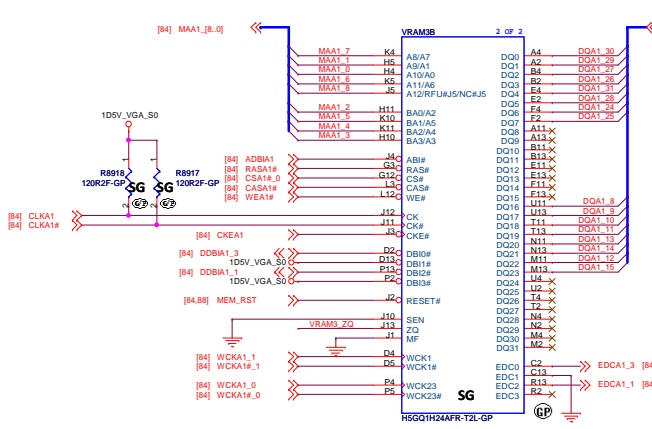 [84] MAA1_[8..0]
VRAM3B
2 OF 2
MAA1_7 K4 A8/A7
MAA1_1 H5 A9/A1
MAA1_0 H4 A10/A0
MAA1_6 K5 A11/A6
MAA1_8 J5 A12/RFU#J5/NC#J5
MAA1_2 H11 BA0/A2
MAA1_5 K10 BA1/A5
MAA1_4 K11 BA2/A4
MAA1_3 H10 BA3/A3
[84] ADBIA1 J4 ABI#
[84] RASA1# G3 RAS#
[84] CSA1#_0 G12 CS#
[84] CASA1# L3 CAS#
[84] WEA1# L12 WE#
1D5V_VGA_S0
1 1
R8918
120R2F-GP
SG
2
GP
R8917
120R2F-GP
SG
2
GP
[84] CLKA1 J12 CK
[84] CLKA1# J11 CK#
[84] CKEA1 J3 CKE#
[84] DDBIA1_3 D2 DBI0#
1D5V_VGA_S0 D13 DBI1#
[84] DDBIA1_1 P13 DBI2#
1D5V_VGA_S0 P2 DBI3#
[84,88] MEM_RST J2 RESET#
J10 SEN
VRAM3_ZQ J13 ZQ
J1 MF
[84] WCKA1_1 D4 WCK1
[84] WCKA1#_1 D5 WCK1#
[84] WCKA1_0 P4 WCK23
[84] WCKA1#_0 P5 WCK23#
DQ0 A4 DQA1_30
DQ1 A2 DQA1_29
DQ2 B4 DQA1_27
DQ3 B2 DQA1_26
DQ4 E4 DQA1_31
DQ5 E2 DQA1_28
DQ6 F4 DQA1_24
DQ7 F2 DQA1_25
DQ8 A11
DQ9 A13
DQ10 B11
DQ11 B13
DQ12 E11
DQ13 E13
DQ14 F11
DQ15 F13
DQ16 U11 DQA1_8
DQ17 U13 DQA1_9
DQ18 T11 DQA1_10
DQ19 T13 DQA1_11
DQ20 N11 DQA1_13
DQ21 N13 DQA1_14
DQ22 M11 DQA1_12
DQ23 M13 DQA1_15
DQ24 U4
DQ25 U2
DQ26 T4
DQ27 T2
DQ28 N4
DQ29 N2
DQ30 M4
DQ31 M2
EDC0 C2 EDCA1_3 [84
EDC1 C13
EDC2 R13 EDCA1_1 [84
EDC3 R2
SG
GP
H5GQ1H24AFR-T2L-GP